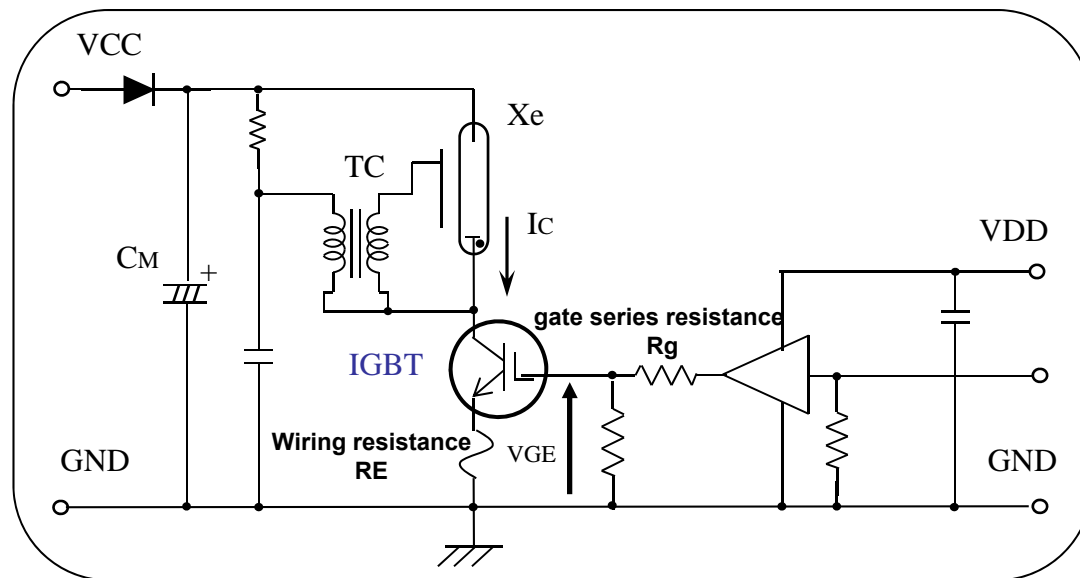 VCC
Xe
TC
IC
VDD
CM
+
gate series resistance
Rg
IGBT
Wiring resistance
RE
VGE
GND
GND